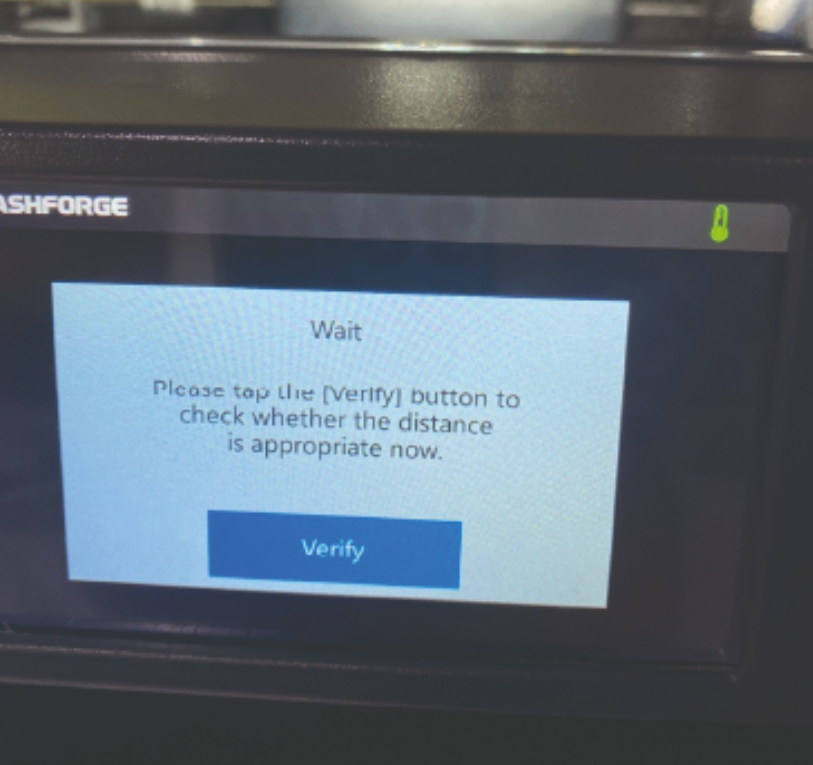 ASHFORGE
Wait
Please tap the [Verify] button to
check whether the distance
is appropriate now.
Verify